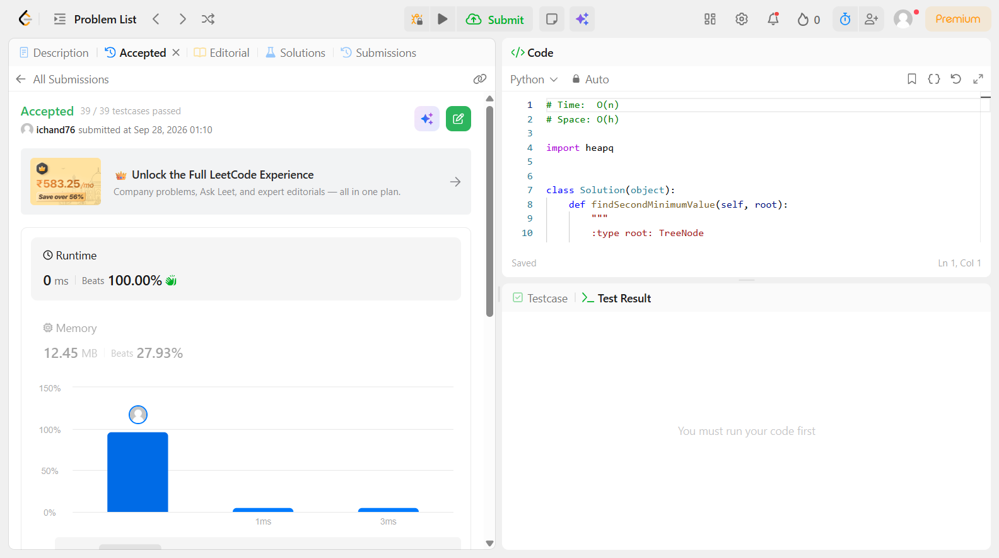 Problem List
Submit
0
Premium
Description
Accepted
Editorial
Solutions
Submissions
All Submissions
Accepted 39 / 39 testcases passed
ichand76 submitted at Sep 28, 2026 01:10
₹583.25/mo
Save over 56%
Unlock the Full LeetCode Experience
Company problems, Ask Leet, and expert editorials — all in one plan.
Runtime
0 ms Beats 100.00%
Memory
12.45 MB Beats 27.93%
150%
100%
50%
0%
1ms
3ms
</> Code
Python
Auto
1 # Time:  O(n)
2 # Space: O(h)
3
4 import heapq
5
6
7 class Solution(object):
8 def findSecondMinimumValue(self, root):
9 """
10 :type root: TreeNode
Saved
Ln 1, Col 1
Testcase
Test Result
You must run your code first